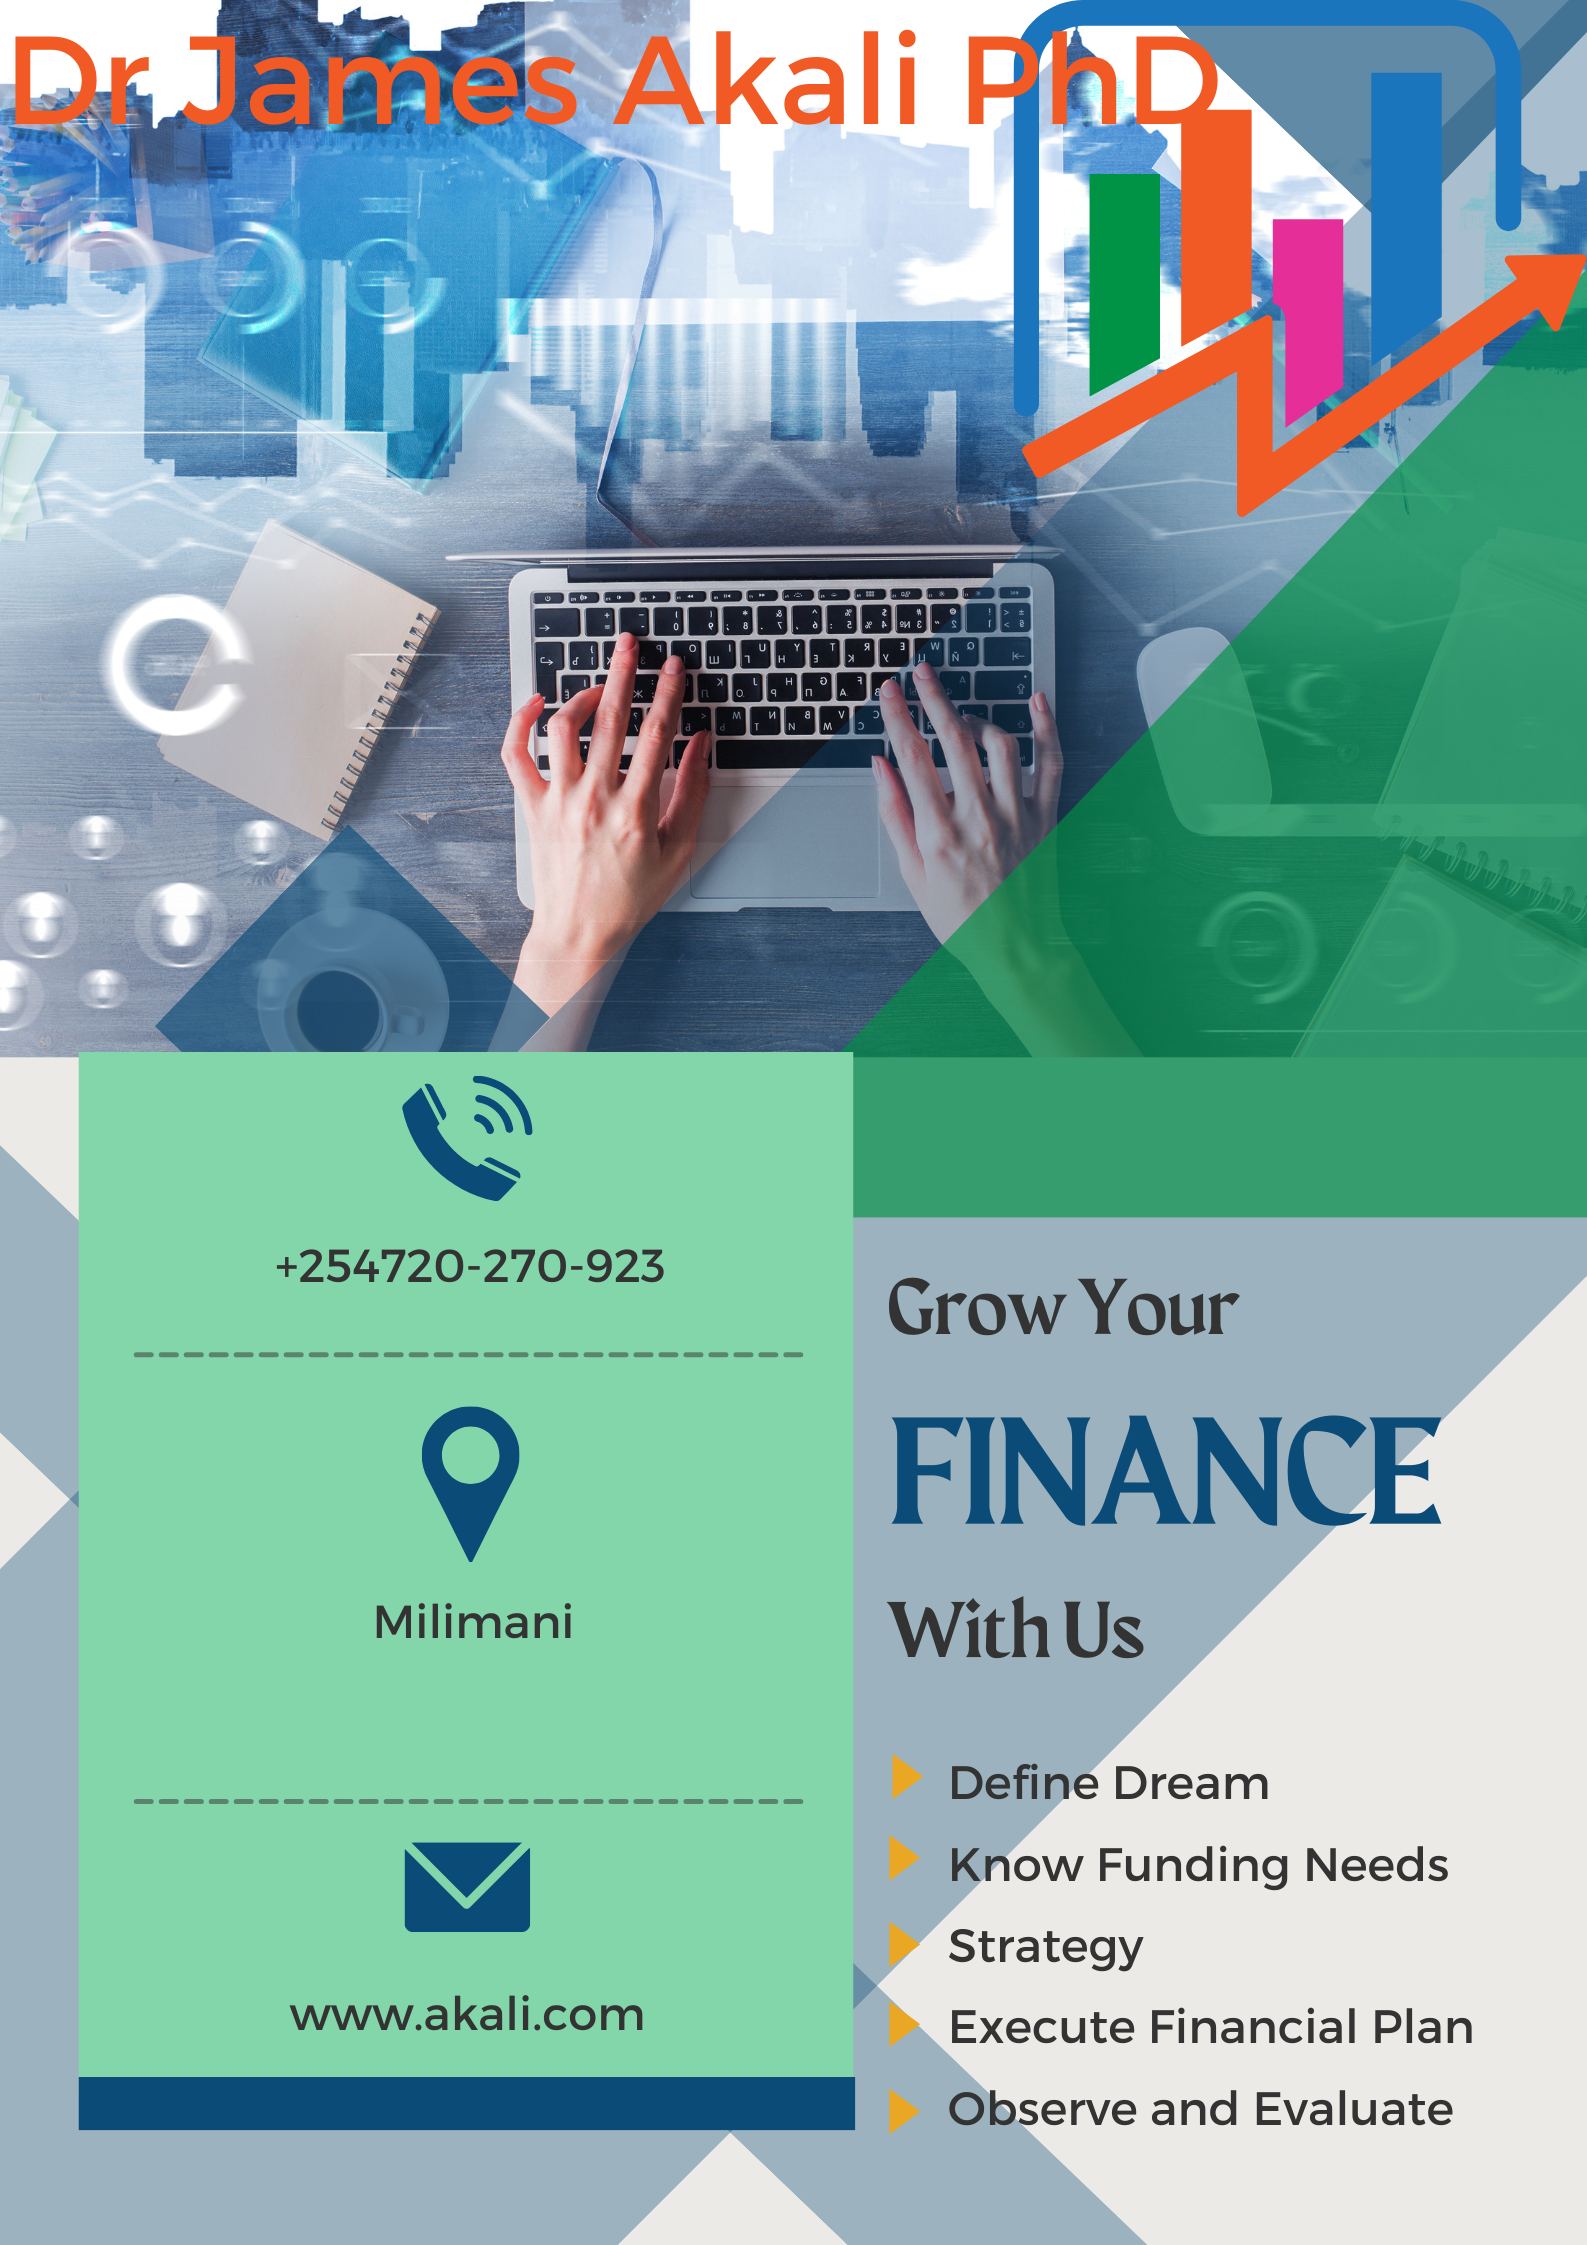 Dr James Akali PhD
+254720-270-923
Milimani
www.akali.com
Grow Your
FINANCE
With Us
Define Dream
Know Funding Needs
Strategy
Execute Financial Plan
Observe and Evaluate